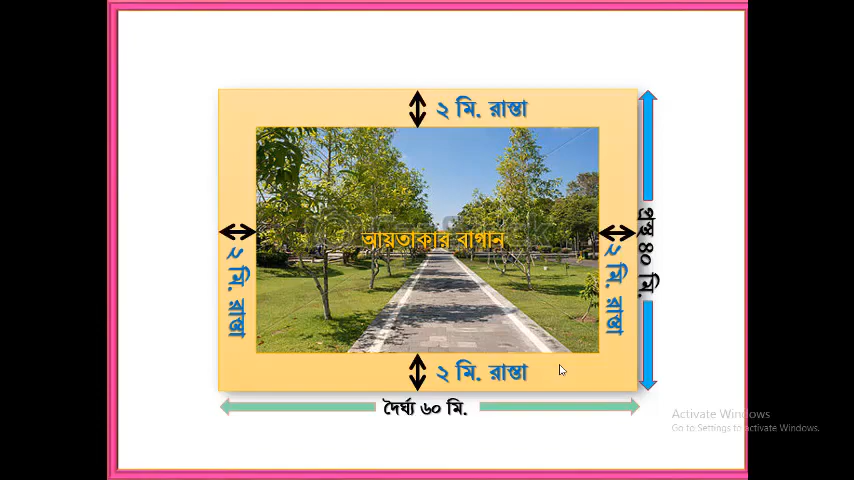 ২ মি. রাস্তা
আয়তাকার বাগান
২ মি. রাস্তা
২ মি. রাস্তা
প্রস্থ ৪০ মি.
২ মি. রাস্তা
দৈর্ঘ্য ৬০ মি.
Activate Windows
Go to Settings to activate Windows.